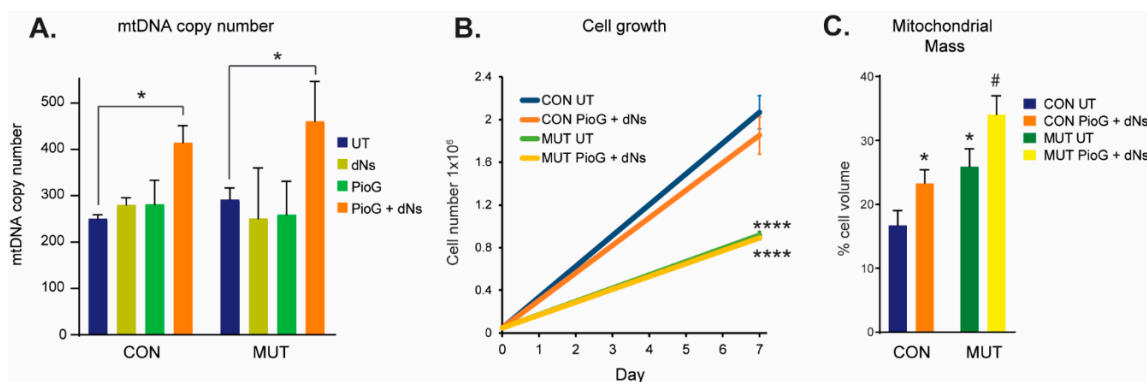 A.
mtDNA copy number
mtDNA copy number
500
400
300
200
100
0
*
*
CON
MUT
UT
dNs
PioG
PioG + dNs
B.
Cell growth
Cell number 1x10⁶
2.4
2
1.6
1.2
0.8
0.4
0
CON UT
CON PioG + dNs
MUT UT
MUT PioG + dNs
****
****
0 1 2 3 4 5 6 7
Day
C.
Mitochondrial
Mass
% cell volume
40
30
20
10
0
*
*
#
CON
MUT
CON UT
CON PioG + dNs
MUT UT
MUT PioG + dNs